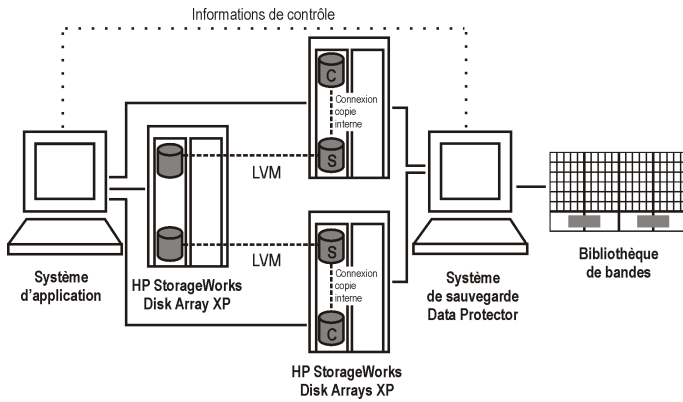 Informations de contrôle
C
Connexion
copie
interne
S
LVM
LVM
S
Connexion
copie
interne
C
Système
d'application
HP StorageWorks
Disk Array XP
Système
de sauvegarde
Data Protector
Bibliothèque
de bandes
HP StorageWorks
Disk Arrays XP